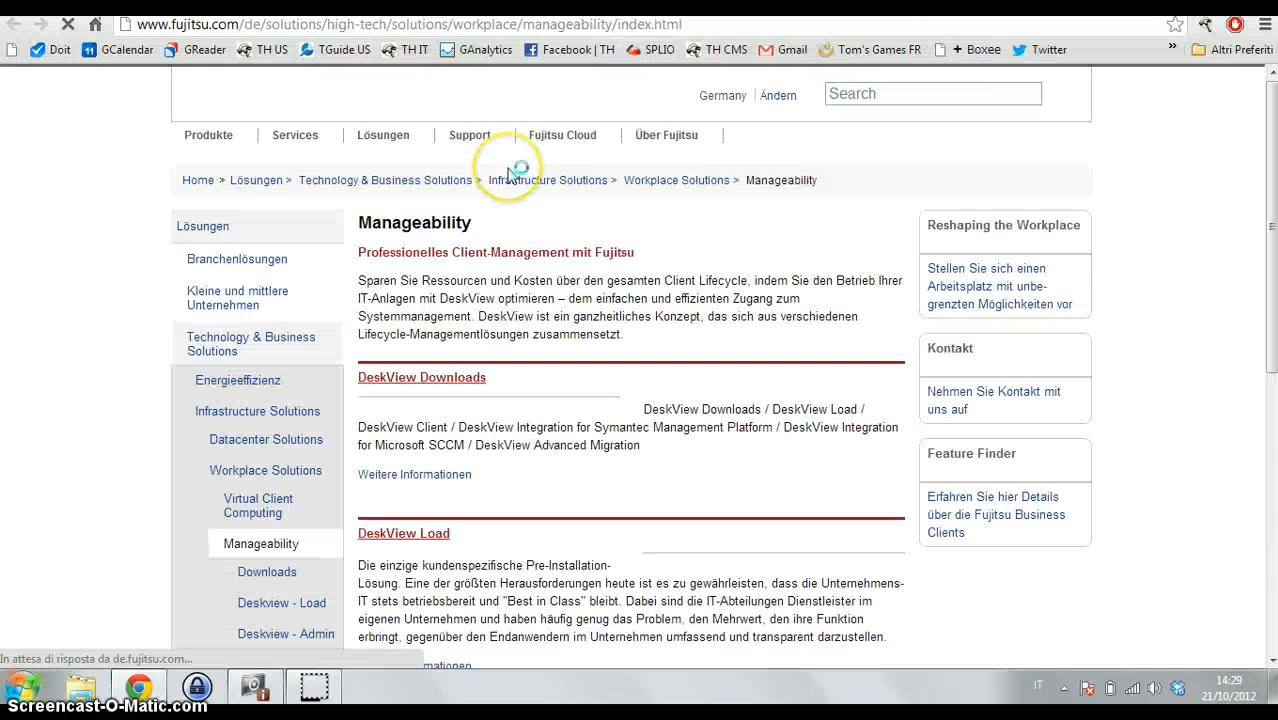 www.fujitsu.com/de/solutions/high-tech/solutions/workplace/manageability/index.html
Doit GCalendar GReader TH US TGuide US TH IT GAnalytics Facebook | TH SPLIO TH CMS Gmail Tom's Games FR + Boxee Twitter » Altri Preferiti
Germany | Ändern Search
Produkte | Services | Lösungen | Support | Fujitsu Cloud | Über Fujitsu |
Home > Lösungen > Technology & Business Solutions > Infrastructure Solutions > Workplace Solutions > Manageability
Lösungen
Branchenlösungen
Kleine und mittlere
Unternehmen
Technology & Business
Solutions
Energieeffizienz
Infrastructure Solutions
Datacenter Solutions
Workplace Solutions
Virtual Client
Computing
Manageability
Downloads
Deskview - Load
Deskview - Admin
Manageability
Professionelles Client-Management mit Fujitsu
Sparen Sie Ressourcen und Kosten über den gesamten Client Lifecycle, indem Sie den Betrieb Ihrer
IT-Anlagen mit DeskView optimieren – dem einfachen und effizienten Zugang zum
Systemmanagement. DeskView ist ein ganzheitliches Konzept, das sich aus verschiedenen
Lifecycle-Managementlösungen zusammensetzt.
DeskView Downloads
DeskView Downloads / DeskView Load /
DeskView Client / DeskView Integration for Symantec Management Platform / DeskView Integration
for Microsoft SCCM / DeskView Advanced Migration
Weitere Informationen
DeskView Load
Die einzige kundenspezifische Pre-Installation-
Lösung. Eine der größten Herausforderungen heute ist es zu gewährleisten, dass die Unternehmens-
IT stets betriebsbereit und "Best in Class" bleibt. Dabei sind die IT-Abteilungen Dienstleister im
eigenen Unternehmen und haben häufig genug das Problem, den Mehrwert, den ihre Funktion
erbringt, gegenüber den Endanwendern im Unternehmen umfassend und transparent darzustellen.
Reshaping the Workplace
Stellen Sie sich einen
Arbeitsplatz mit unbe-
grenzten Möglichkeiten vor
Kontakt
Nehmen Sie Kontakt mit
uns auf
Feature Finder
Erfahren Sie hier Details
über die Fujitsu Business
Clients
In attesa di risposta da de.fujitsu.com...
rmationen
IT
14:29
21/10/2012
Screencast-O-Matic.com